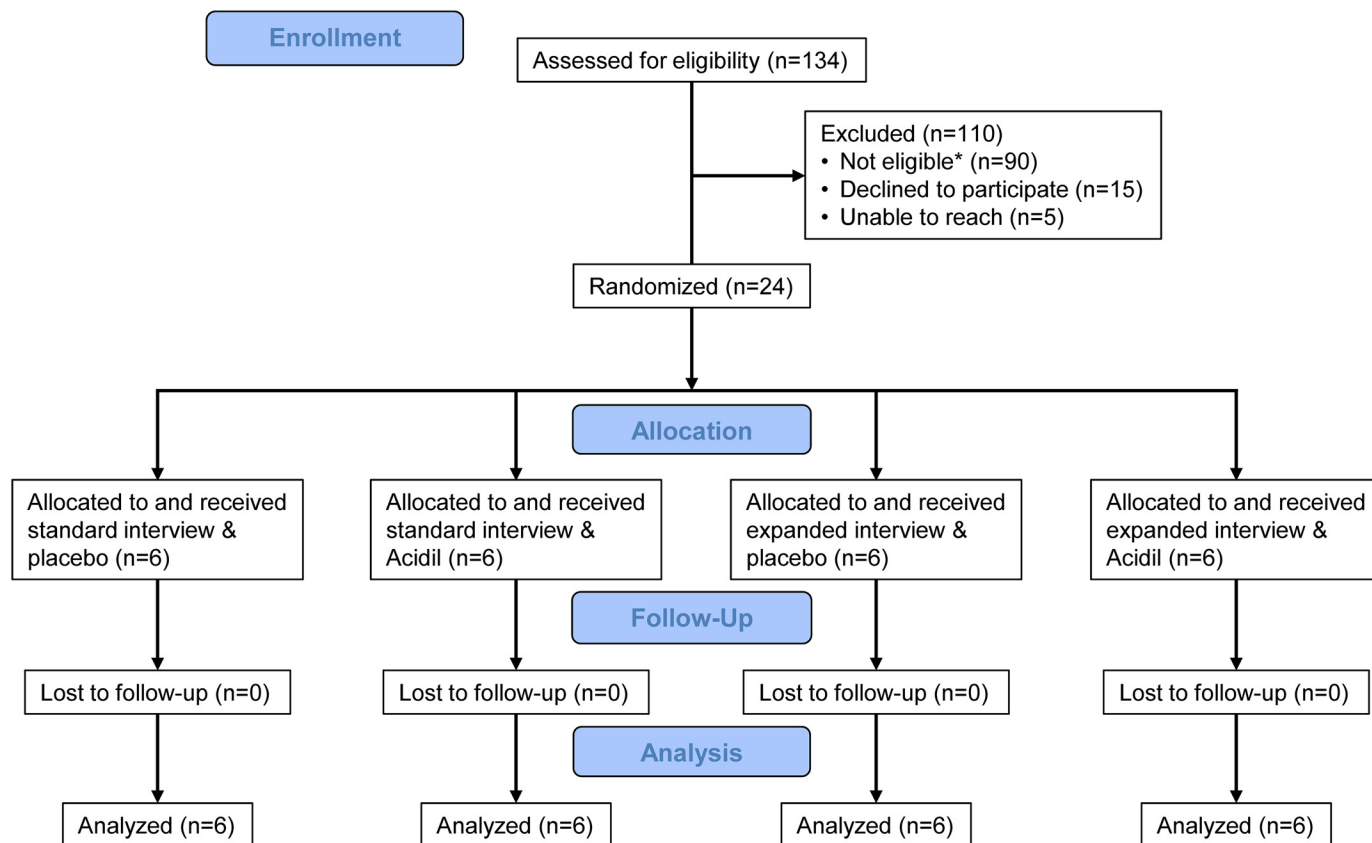 Enrollment
Assessed for eligibility (n=134)
Excluded (n=110)
• Not eligible* (n=90)
• Declined to participate (n=15)
• Unable to reach (n=5)
Randomized (n=24)
Allocation
Allocated to and received
standard interview &
placebo (n=6)
Allocated to and received
standard interview &
Acidil (n=6)
Allocated to and received
expanded interview &
placebo (n=6)
Allocated to and received
expanded interview &
Acidil (n=6)
Follow-Up
Lost to follow-up (n=0)
Lost to follow-up (n=0)
Lost to follow-up (n=0)
Lost to follow-up (n=0)
Analysis
Analyzed (n=6)
Analyzed (n=6)
Analyzed (n=6)
Analyzed (n=6)